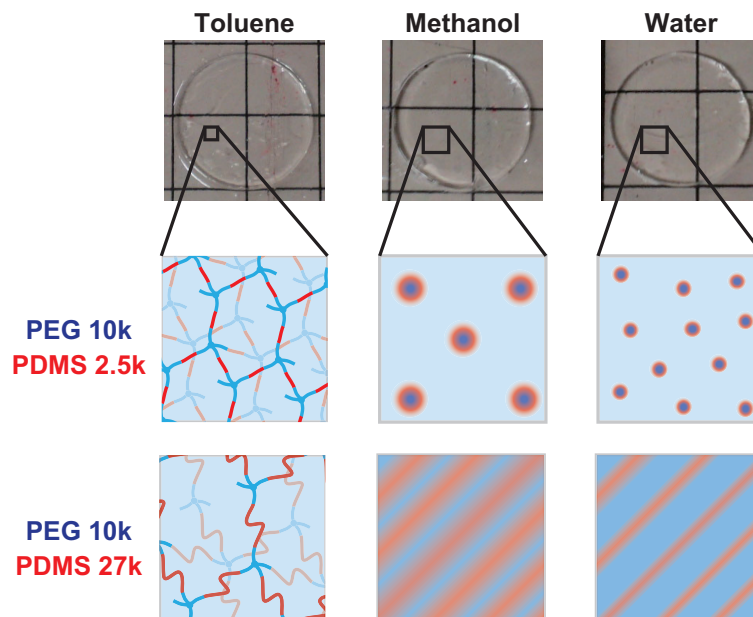 Toluene Methanol Water
PEG 10k
PDMS 2.5k
PEG 10k
PDMS 27k